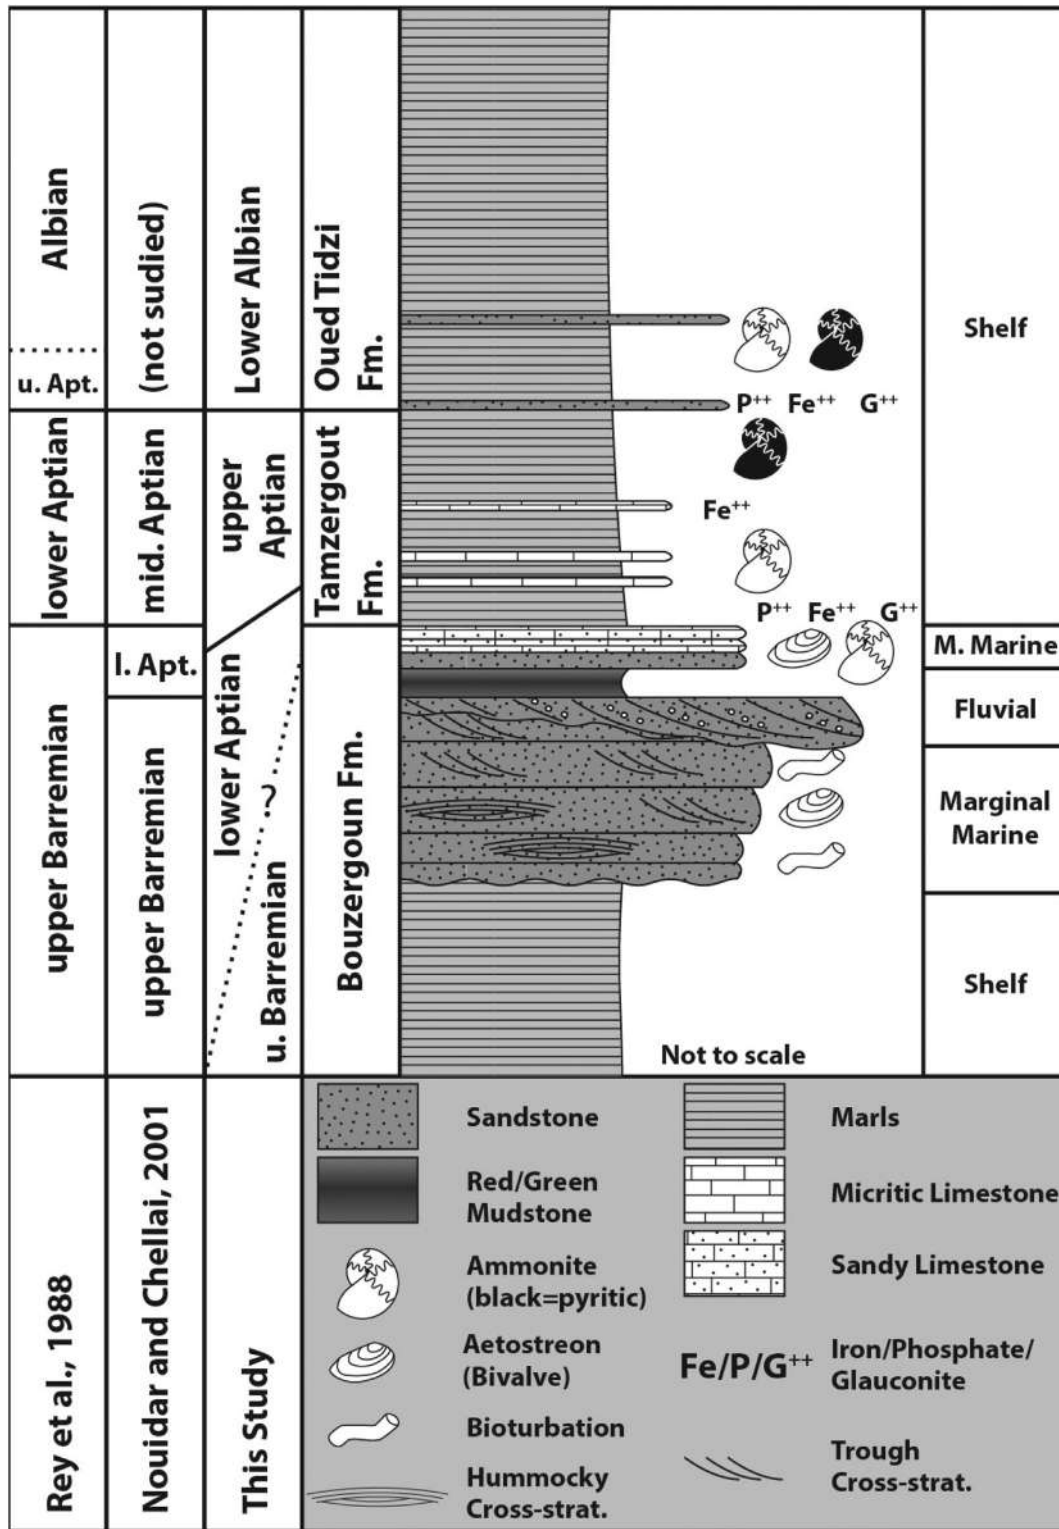 Albian
u. Apt.
lower Aptian
upper Barremian
Rey et al., 1988
(not sudied)
mid. Aptian
l. Apt.
upper Barremian
Nouidar and Chellai, 2001
Lower Albian
upper
Aptian
lower Aptian
?
u. Barremian
This Study
Oued Tidzi
Fm.
Tamzergout
Fm.
Bouzergoun Fm.
P++ Fe++ G++
Fe++
P++ Fe++ G++
Not to scale
Shelf
M. Marine
Fluvial
Marginal
Marine
Shelf
Sandstone
Red/Green
Mudstone
Ammonite
(black=pyritic)
Aetostreon
(Bivalve)
Bioturbation
Hummocky
Cross-strat.
Marls
Micritic Limestone
Sandy Limestone
Fe/P/G++
Iron/Phosphate/
Glauconite
Trough
Cross-strat.